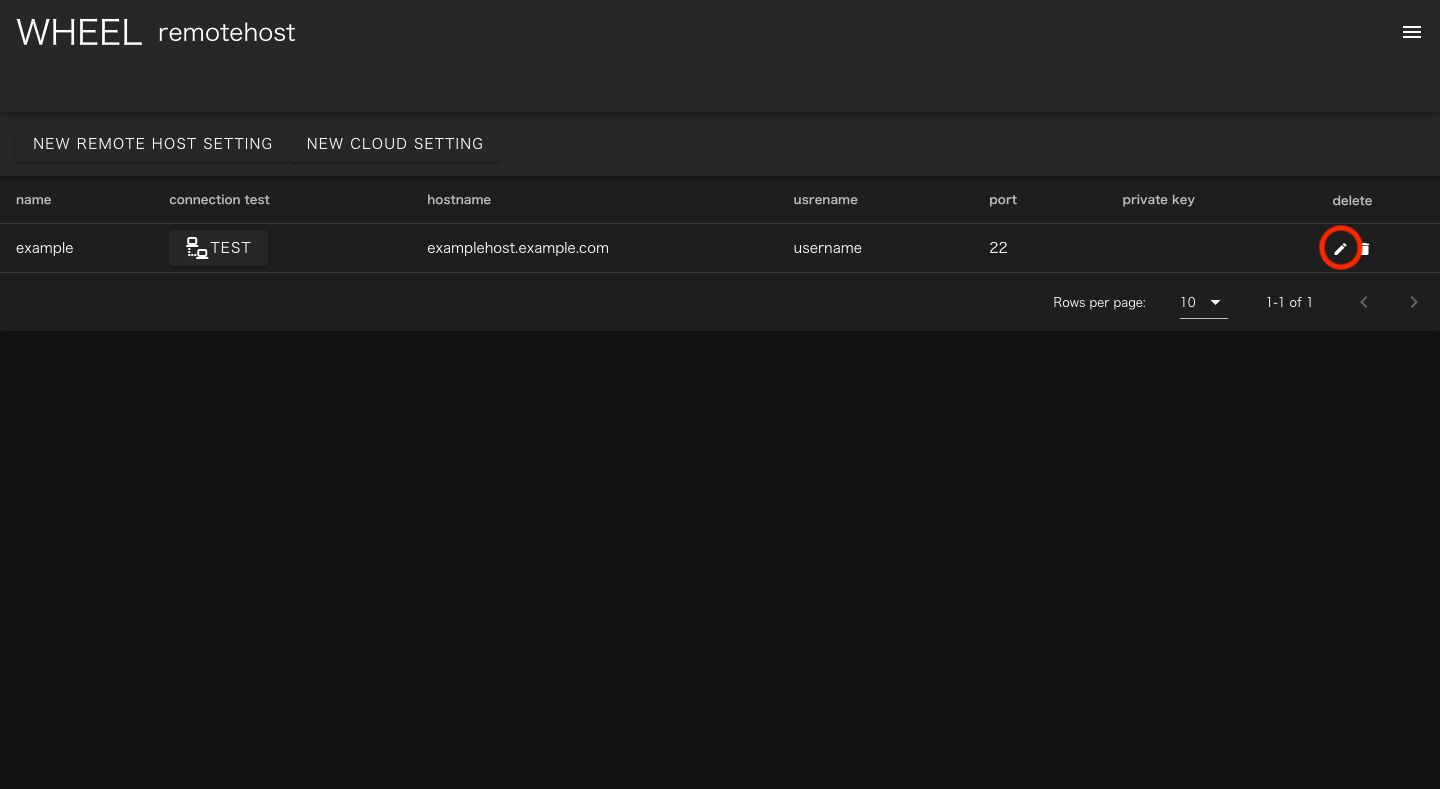 WHEEL remotehost
NEW REMOTE HOST SETTING NEW CLOUD SETTING
name connection test hostname usrename port private key delete
example TEST examplehost.example.com username 22
Rows per page: 10 1-1 of 1